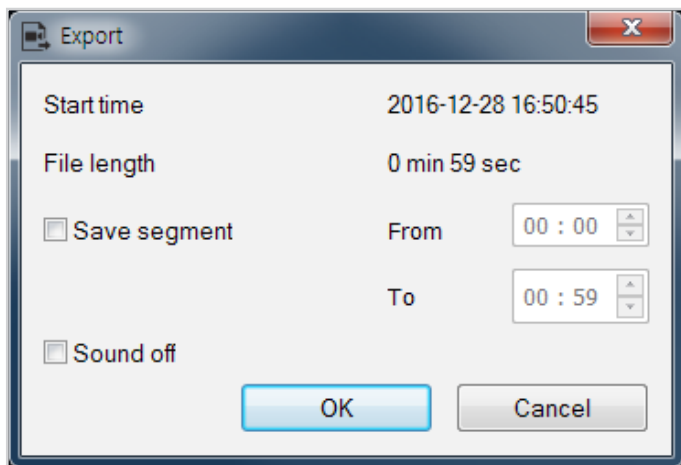 Export
Start time 2016-12-28 16:50:45
File length 0 min 59 sec
Save segment From 00 : 00
To 00 : 59
Sound off
OK Cancel